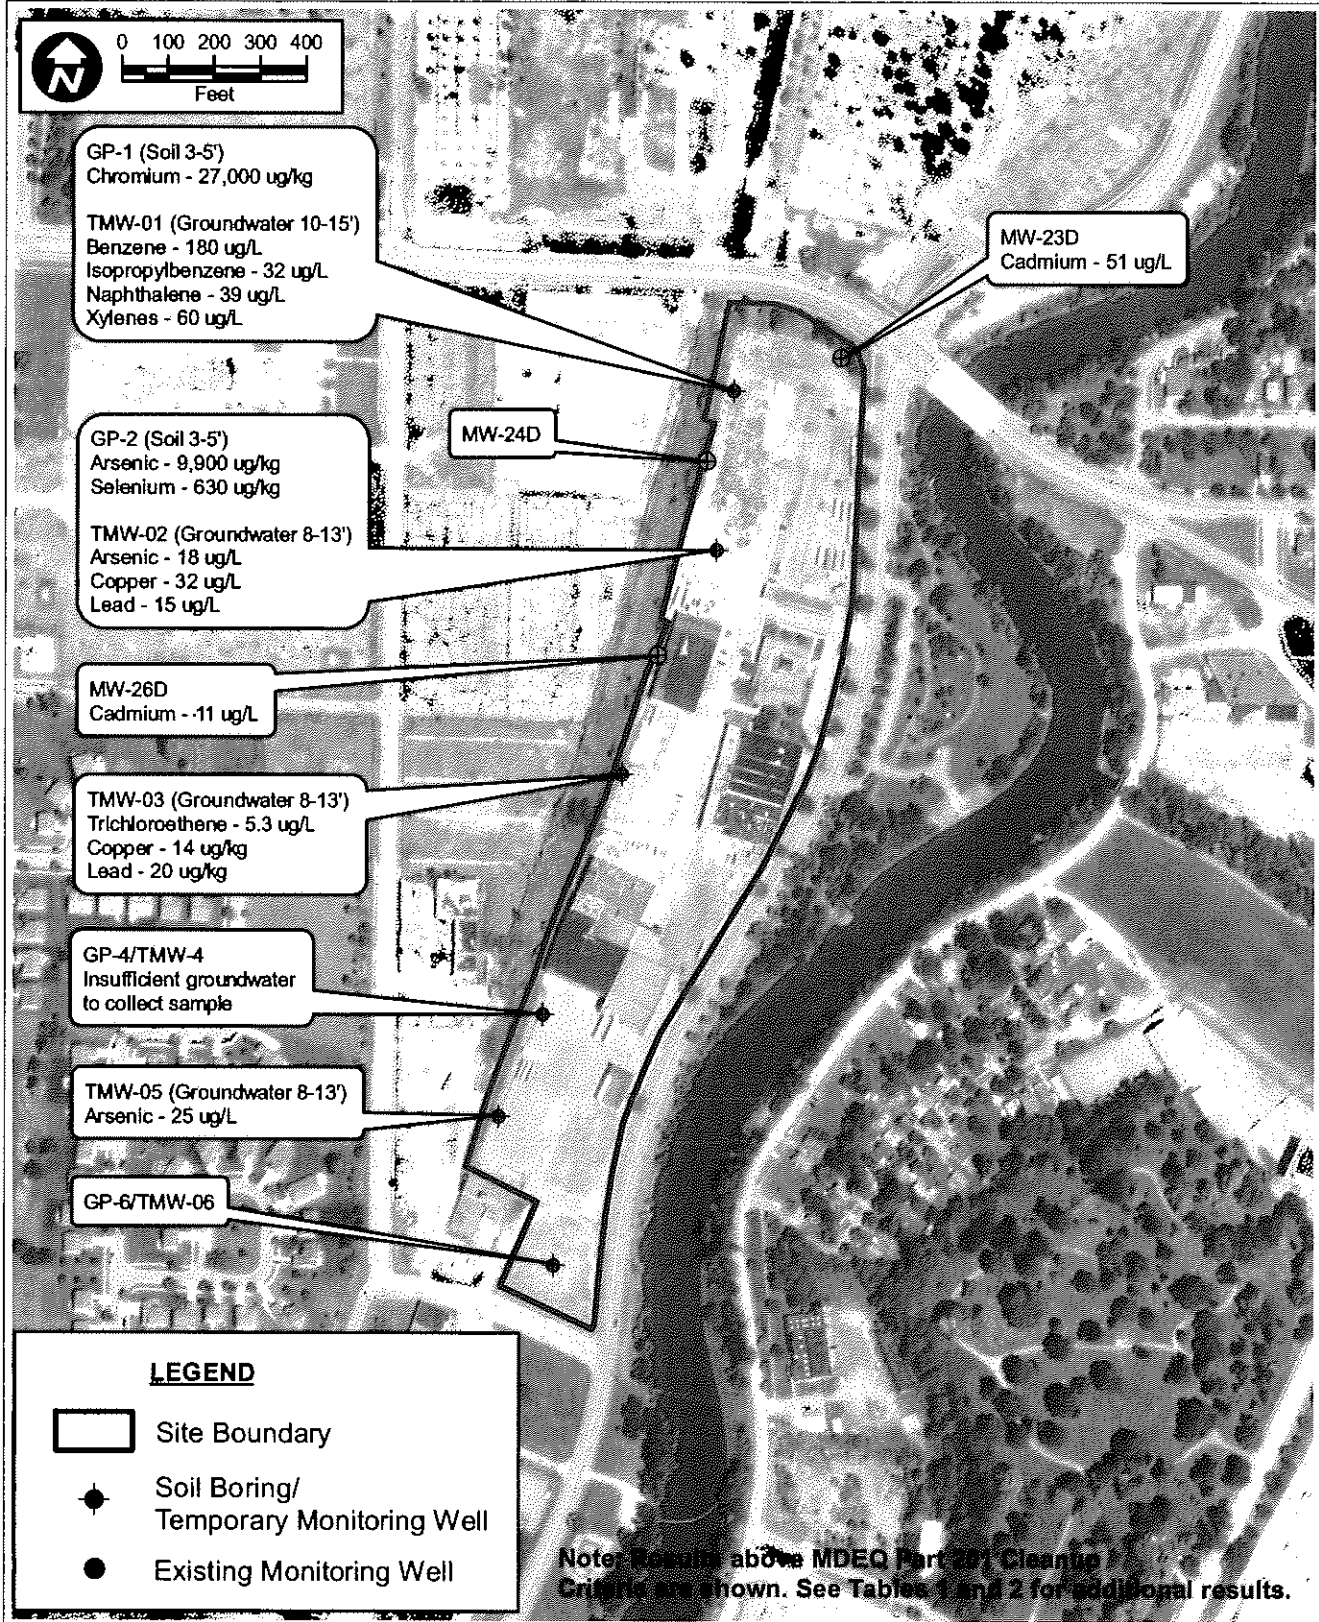 N
0 100 200 300 400
Feet
GP-1 (Soil 3-5')
Chromium - 27,000 ug/kg
TMW-01 (Groundwater 10-15')
Benzene - 180 ug/L
Isopropylbenzene - 32 ug/L
Naphthalene - 39 ug/L
Xylenes - 60 ug/L
MW-23D
Cadmium - 51 ug/L
MW-24D
GP-2 (Soil 3-5')
Arsenic - 9,900 ug/kg
Selenium - 630 ug/kg
TMW-02 (Groundwater 8-13')
Arsenic - 18 ug/L
Copper - 32 ug/L
Lead - 15 ug/L
MW-26D
Cadmium - 11 ug/L
TMW-03 (Groundwater 8-13')
Trichloroethene - 5.3 ug/L
Copper - 14 ug/kg
Lead - 20 ug/kg
GP-4/TMW-4
Insufficient groundwater
to collect sample
TMW-05 (Groundwater 8-13')
Arsenic - 25 ug/L
GP-6/TMW-06
LEGEND
Site Boundary
Soil Boring/
Temporary Monitoring Well
Existing Monitoring Well
Note: Results above MDEQ Part 201 Cleanup
Criteria are shown. See Tables 1 and 2 for additional results.